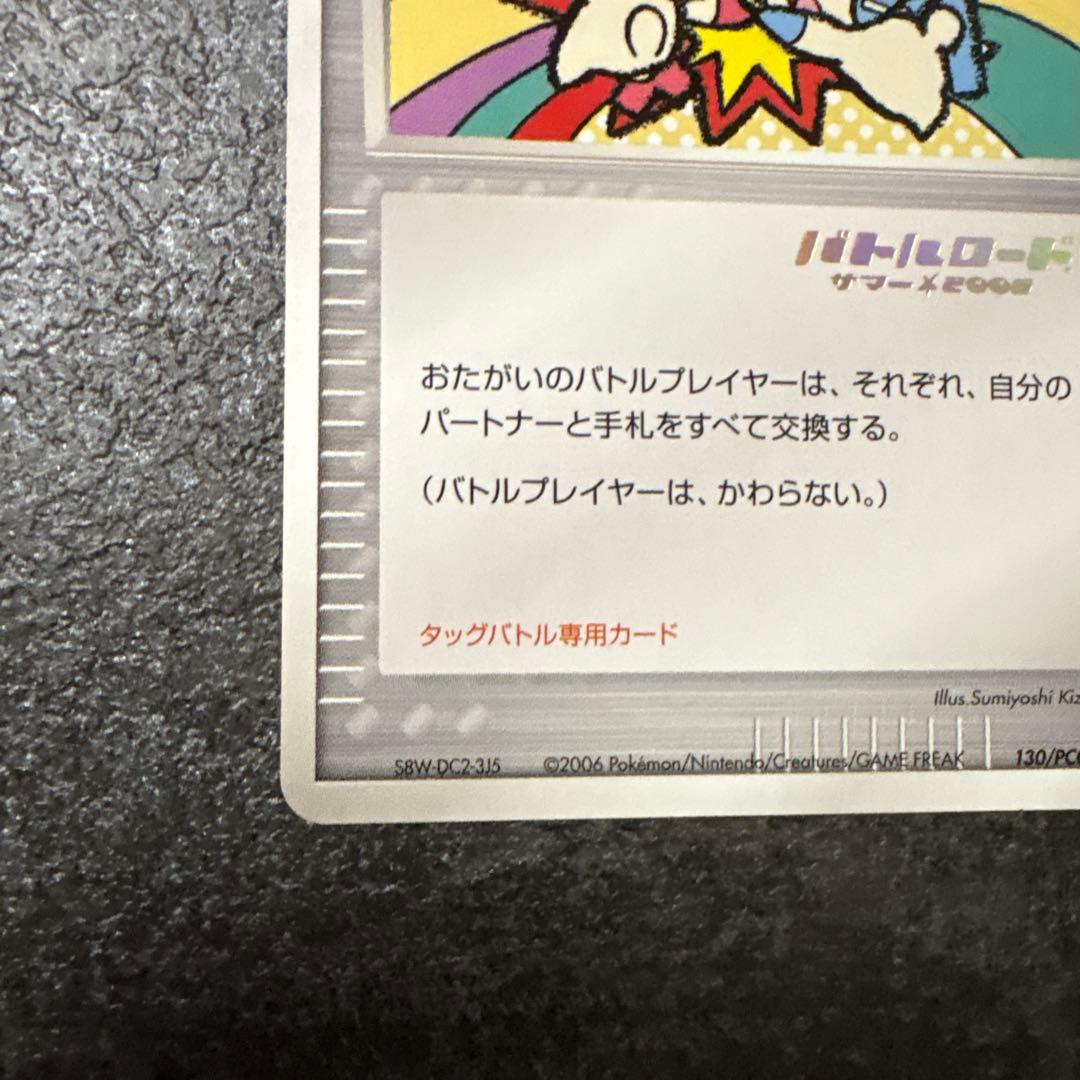 バトルロード
サマー★2006
おたがいのバトルプレイヤーは、それぞれ、自分の
パートナーと手札をすべて交換する。
（バトルプレイヤーは、かわらない。）
タッグバトル専用カード
Illus.Sumiyoshi
S8W-DC2-3J5 ©2006 Pokémon/Nintendo/Creatures/GAME FREAK 130/PC